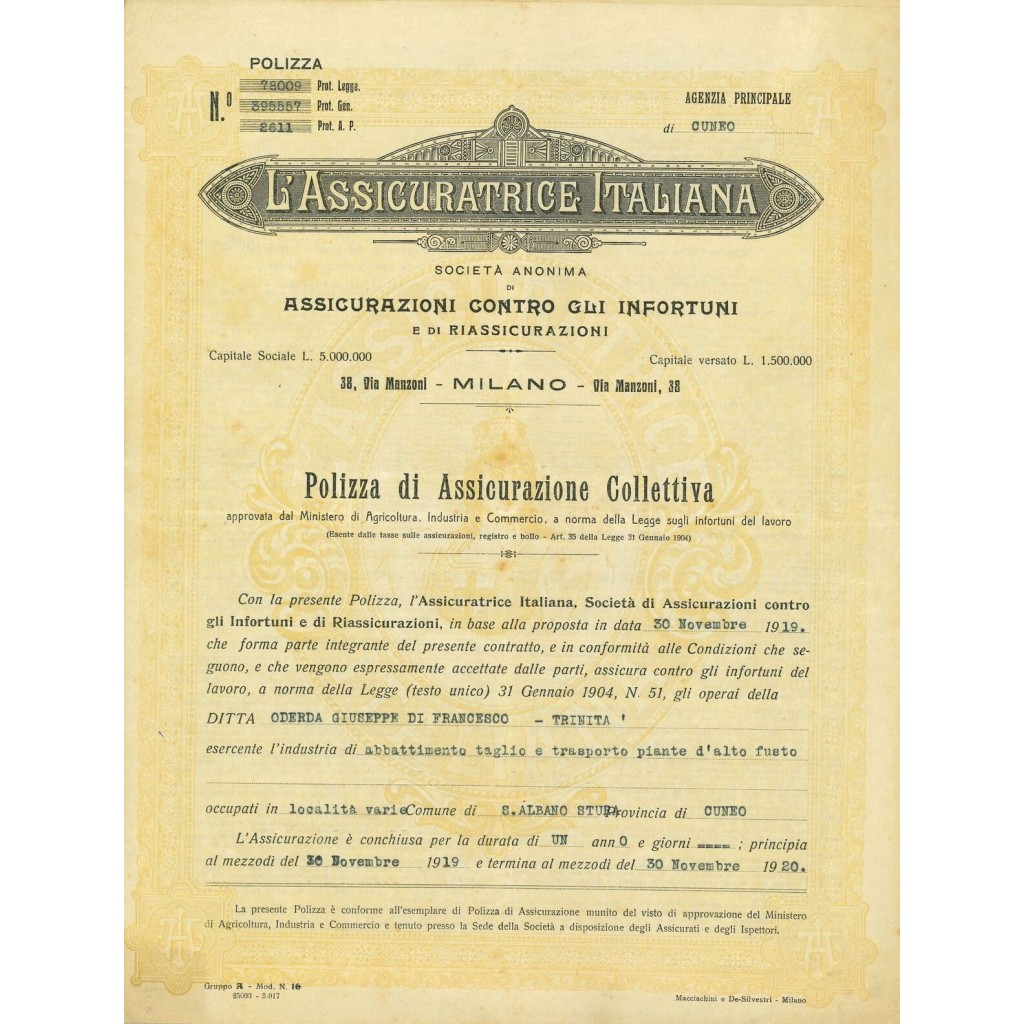 POLIZZA
N.º
78009 Prot. Legge.
395557 Prot. Gen.
2611 Prot. A. P.
AGENZIA PRINCIPALE
di CUNEO
L'ASSICURATRICE ITALIANA
SOCIETÀ ANONIMA
DI
ASSICURAZIONI CONTRO GLI INFORTUNI
E DI RIASSICURAZIONI
Capitale Sociale L. 5.000.000
Capitale versato L. 1.500.000
38, Via Manzoni - MILANO - Via Manzoni, 38
Polizza di Assicurazione Collettiva
approvata dal Ministero di Agricoltura, Industria e Commercio, a norma della Legge sugli infortuni del lavoro
(Esente dalle tasse sulle assicurazioni, registro e bollo - Art. 35 della Legge 31 Gennaio 1904)
Con la presente Polizza, l'Assicuratrice Italiana, Società di Assicurazioni contro
gli Infortuni e di Riassicurazioni, in base alla proposta in data 30 Novembre 1919.
che forma parte integrante del presente contratto, e in conformità alle Condizioni che se-
guono, e che vengono espressamente accettate dalle parti, assicura contro gli infortuni del
lavoro, a norma della Legge (testo unico) 31 Gennaio 1904, N. 51, gli operai della
DITTA ODERDA GIUSEPPE DI FRANCESCO - TRINITA'
esercente l'industria di abbattimento taglio e trasporto piante d'alto fusto
occupati in località varie Comune di S.ALBANO STURA Provincia di CUNEO
L'Assicurazione è conchiusa per la durata di UN annO e giorni ==== ; principia
al mezzodì del 30 Novembre 1919 e termina al mezzodì del 30 Novembre 1920.
La presente Polizza è conforme all'esemplare di Polizza di Assicurazione munito del visto di approvazione del Ministero
di Agricoltura, Industria e Commercio e tenuto presso la Sede della Società a disposizione degli Assicurati e degli Ispettori.
Gruppo A - Mod. N. 16
25000 - 3-917
Macciachini e De-Silvestri - Milano